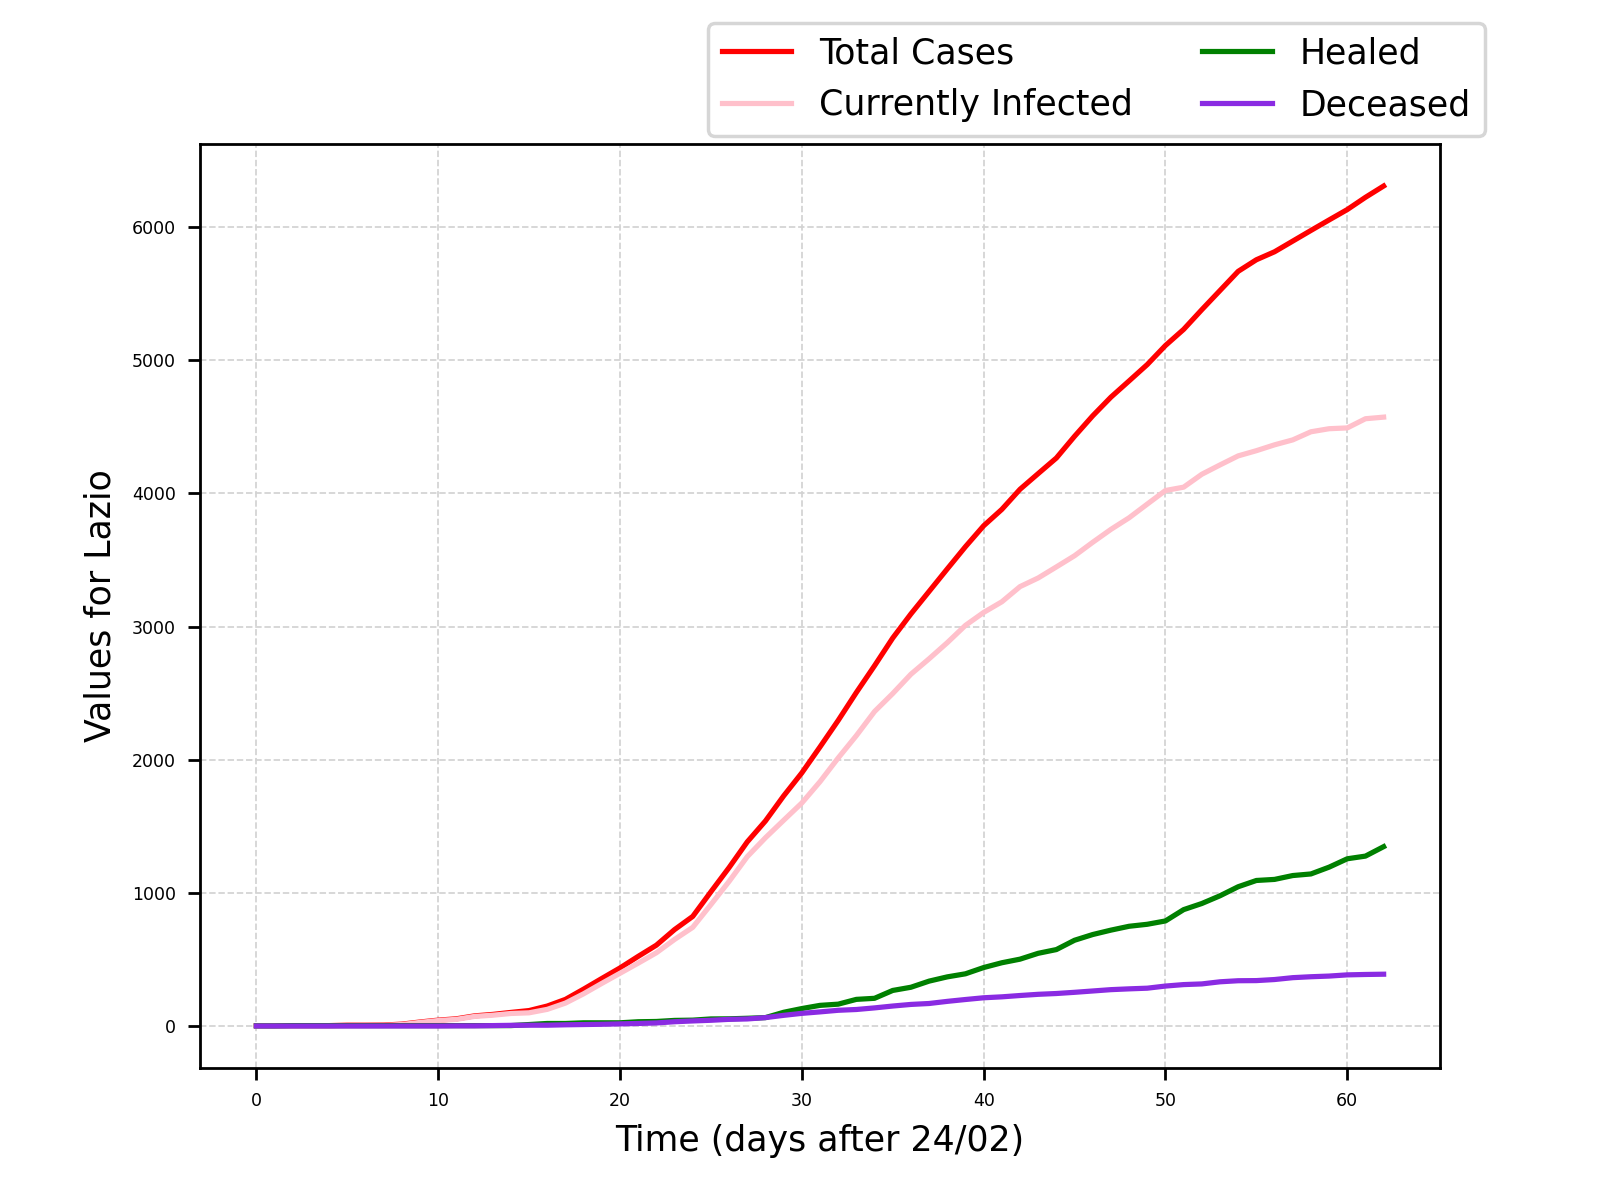 Total Cases
Currently Infected
Healed
Deceased
Values for Lazio
6000
5000
4000
3000
2000
1000
0
0 10 20 30 40 50 60
Time (days after 24/02)